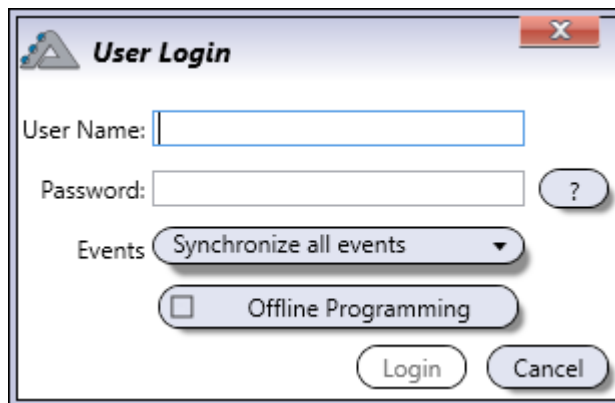 User Login
User Name:
Password:
?
Events Synchronize all events
Offline Programming
Login Cancel